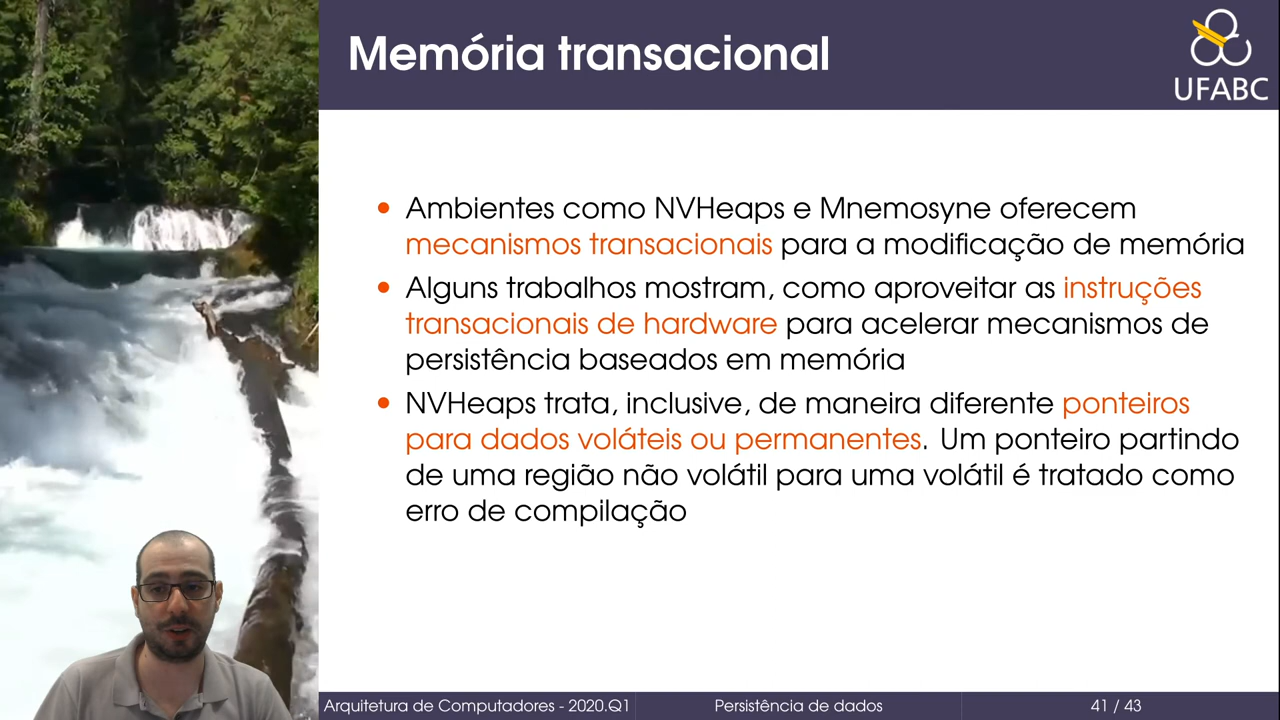 Memória transacional
UFABC
• Ambientes como NVHeaps e Mnemosyne oferecem
mecanismos transacionais para a modificação de memória
• Alguns trabalhos mostram, como aproveitar as instruções
transacionais de hardware para acelerar mecanismos de
persistência baseados em memória
• NVHeaps trata, inclusive, de maneira diferente ponteiros
para dados voláteis ou permanentes. Um ponteiro partindo
de uma região não volátil para uma volátil é tratado como
erro de compilação
Arquitetura de Computadores - 2020.Q1 Persistência de dados 41 / 43